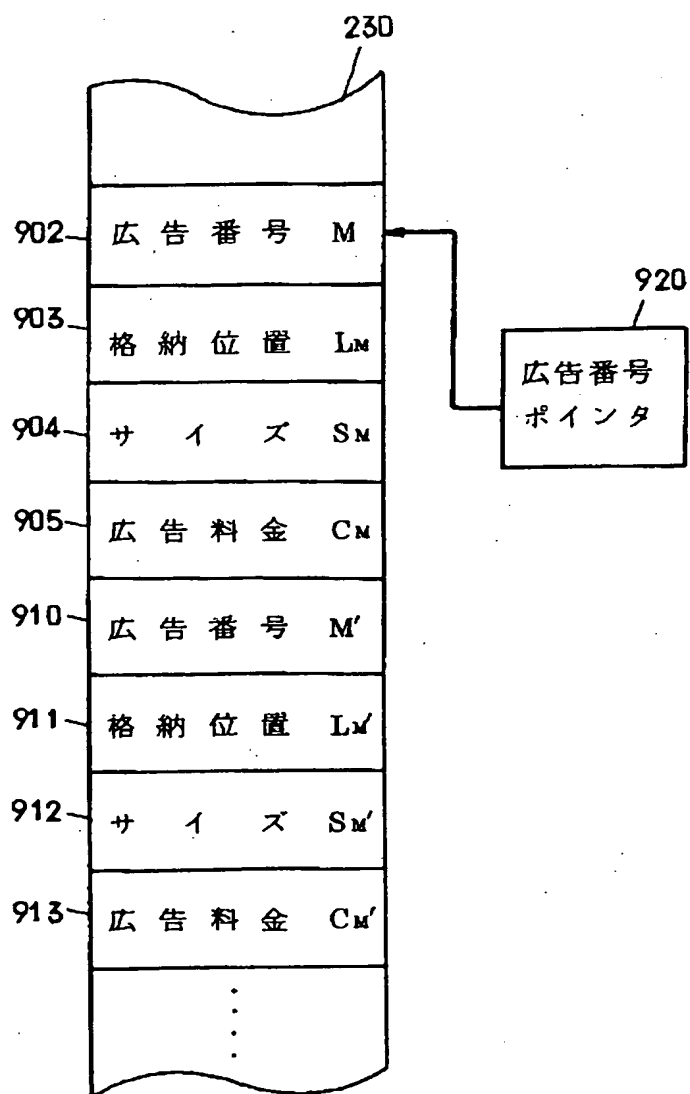 230
902 広告番号 M
920
903 格納位置 LM
広告番号
ポインタ
904 サイズ SM
905 広告料金 CM
910 広告番号 M′
911 格納位置 LM′
912 サイズ SM′
913 広告料金 CM′